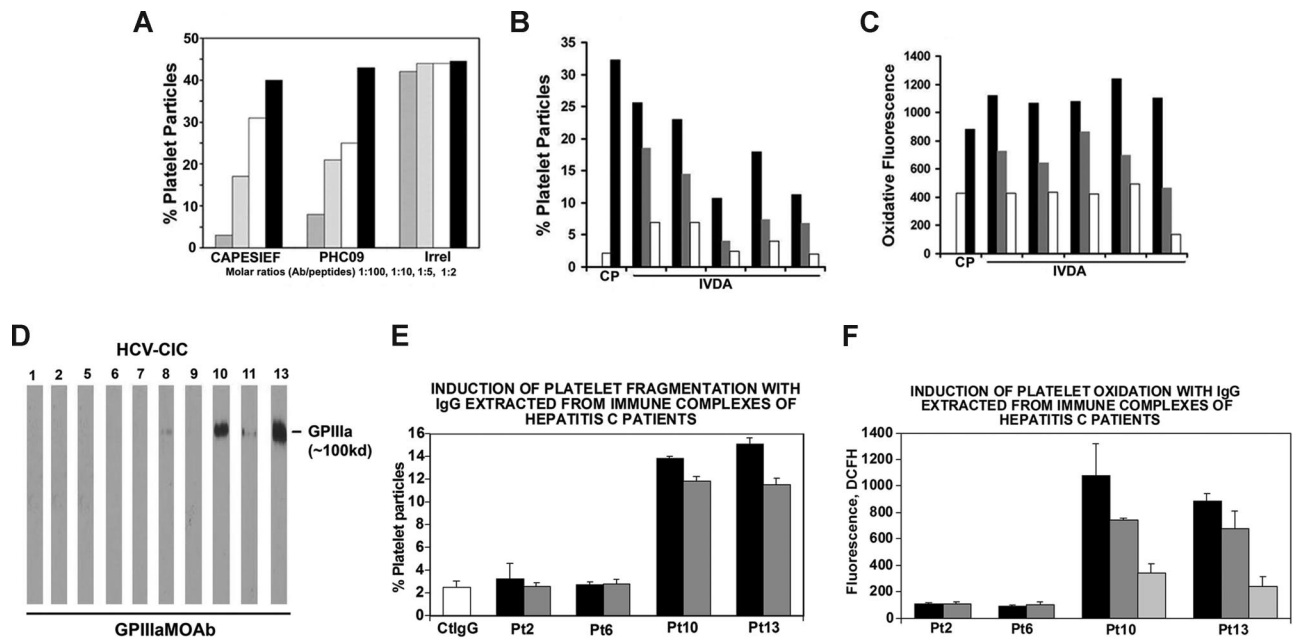 A
50
40
30
20
10
0
% Platelet Particles
CAPESIEF PHC09 Irrel
Molar ratios (Ab/peptides) 1:100, 1:10, 1:5, 1:2
B
35
30
25
20
15
10
5
0
% Platelet Particles
CP
IVDA
C
1400
1200
1000
800
600
400
200
0
Oxidative Fluorescence
CP
IVDA
D
HCV-CIC
1 2 5 6 7 8 9 10 11 13
GPIIIa
(~100kd)
GPIIIaMOAb
E
INDUCTION OF PLATELET FRAGMENTATION WITH
IgG EXTRACTED FROM IMMUNE COMPLEXES OF
HEPATITIS C PATIENTS
16
14
12
10
8
6
4
2
0
% Platelet particles
CtlgG Pt2 Pt6 Pt10 Pt13
F
INDUCTION OF PLATELET OXIDATION WITH IgG
EXTRACTED FROM IMMUNE COMPLEXES OF
HEPATITIS C PATIENTS
1400
1200
1000
800
600
400
200
0
Fluorescence, DCFH
Pt2 Pt6 Pt10 Pt13